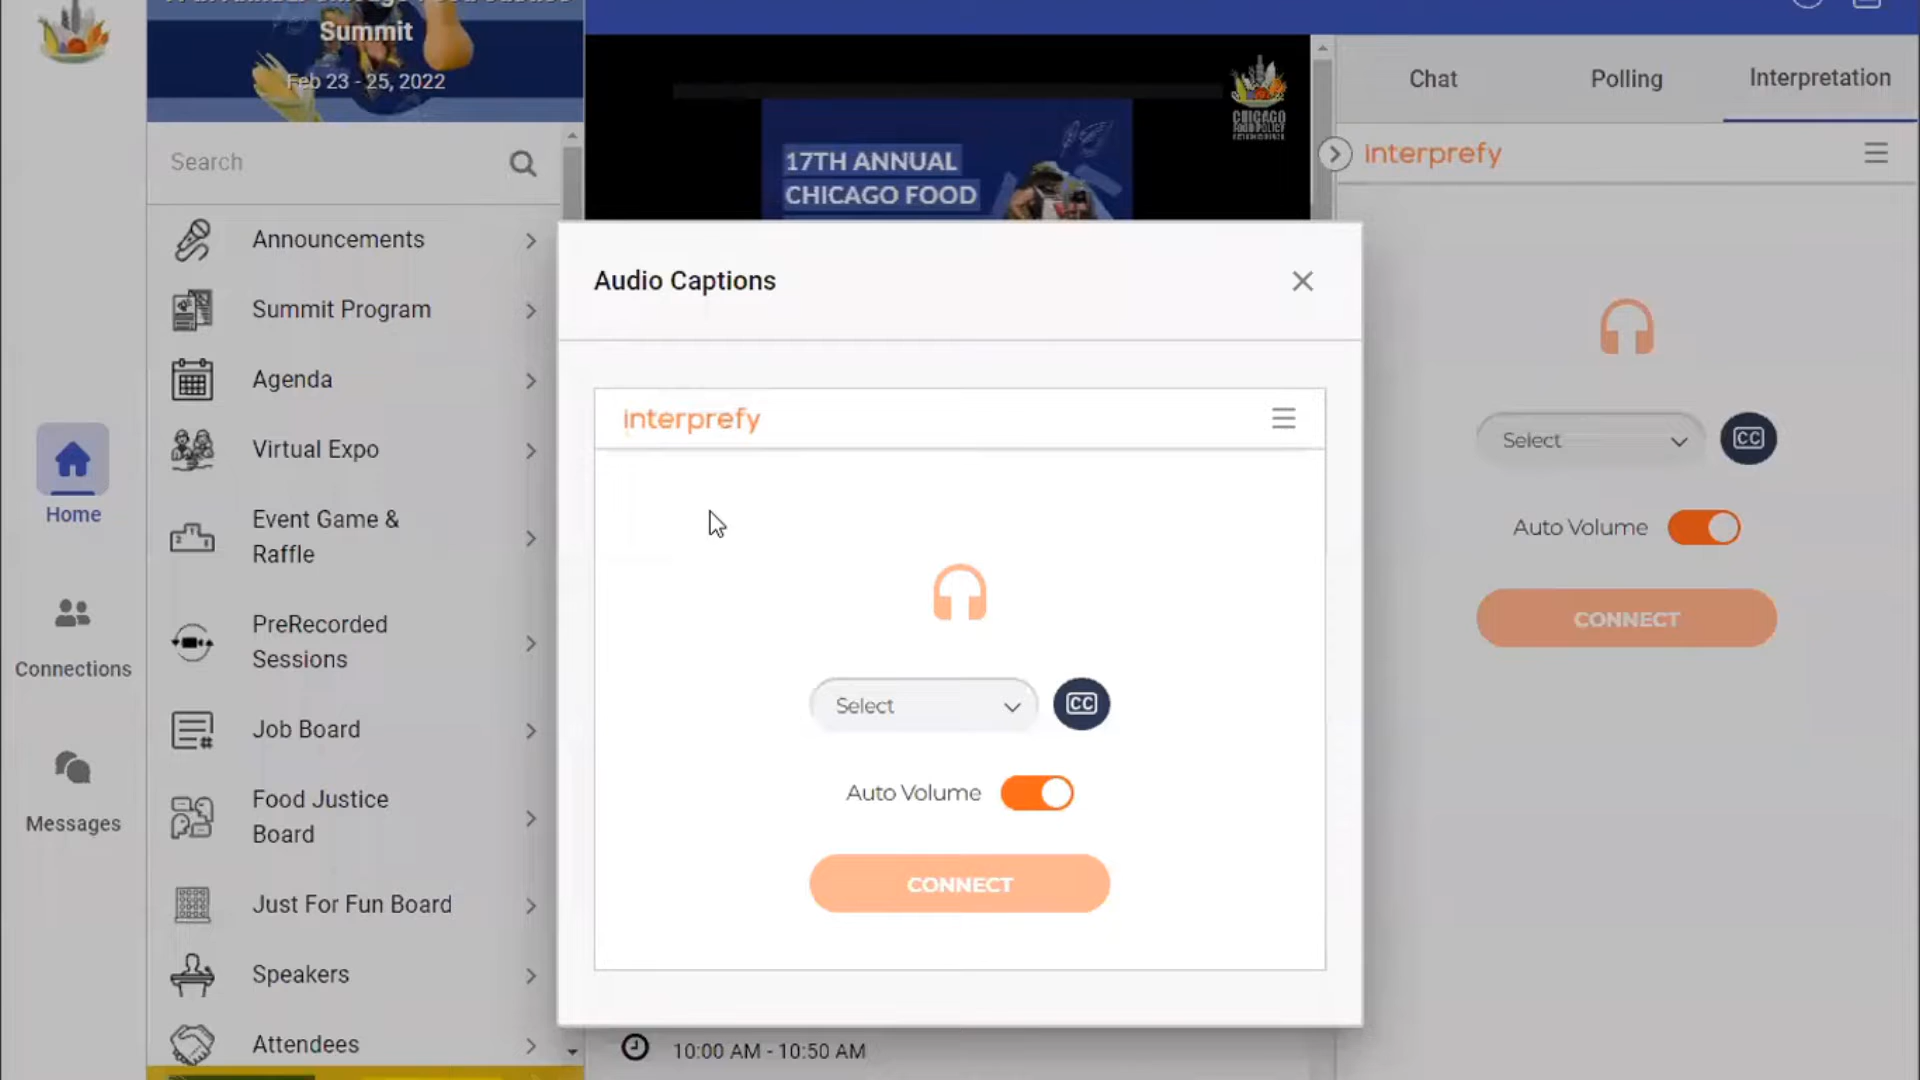 Summit
Feb 23 - 25, 2022
Search
Announcements
Summit Program
Agenda
Virtual Expo
Event Game &
Raffle
PreRecorded
Sessions
Job Board
Food Justice
Board
Just For Fun Board
Speakers
Attendees
Home
Connections
Messages
17TH ANNUAL
CHICAGO FOOD
CHICAGO
FOOD POLICY
Audio Captions
interprefy
Select
CC
Auto Volume
CONNECT
10:00 AM - 10:50 AM
Chat
Polling
Interpretation
interprefy
Select
CC
Auto Volume
CONNECT